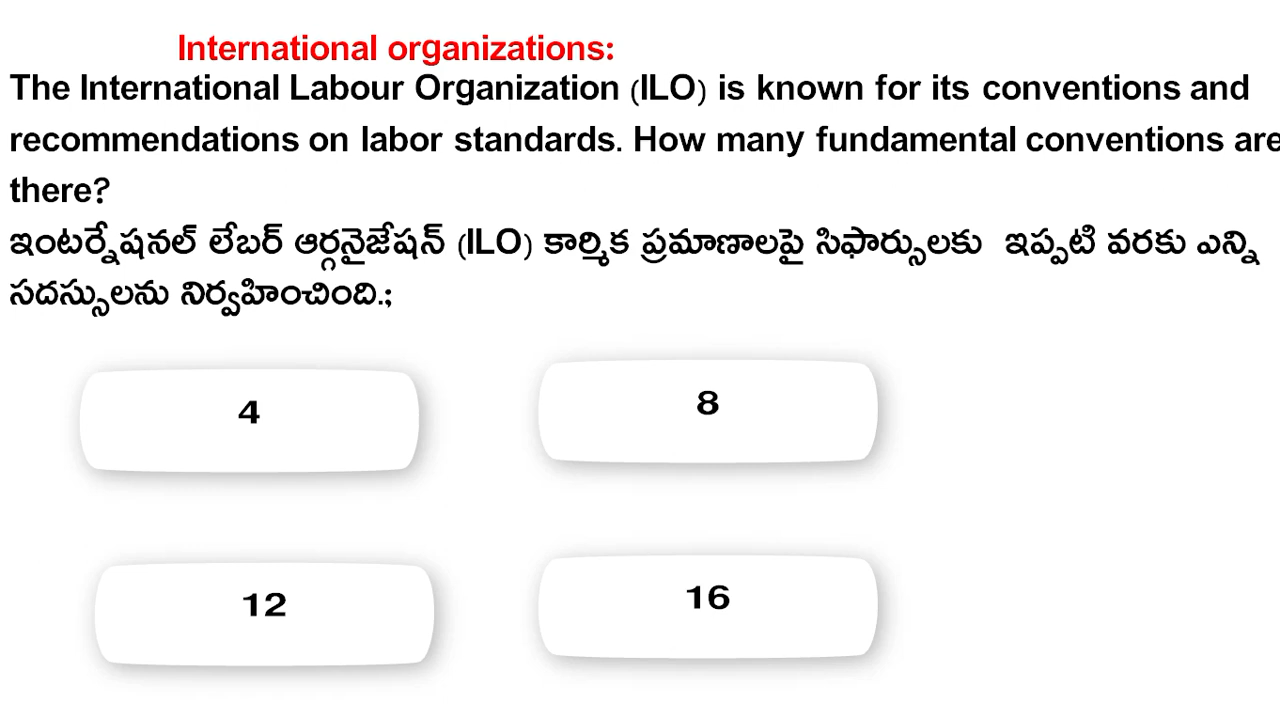 International organizations:
The International Labour Organization (ILO) is known for its conventions and
recommendations on labor standards. How many fundamental conventions are
there?
ఇంటర్నేషనల్ లేబర్ ఆర్గనైజేషన్ (ILO) కార్మిక ప్రమాణాలపై సిఫార్సులకు ఇప్పటి వరకు ఎన్ని
సదస్సులను నిర్వహించింది.;
4
8
12
16